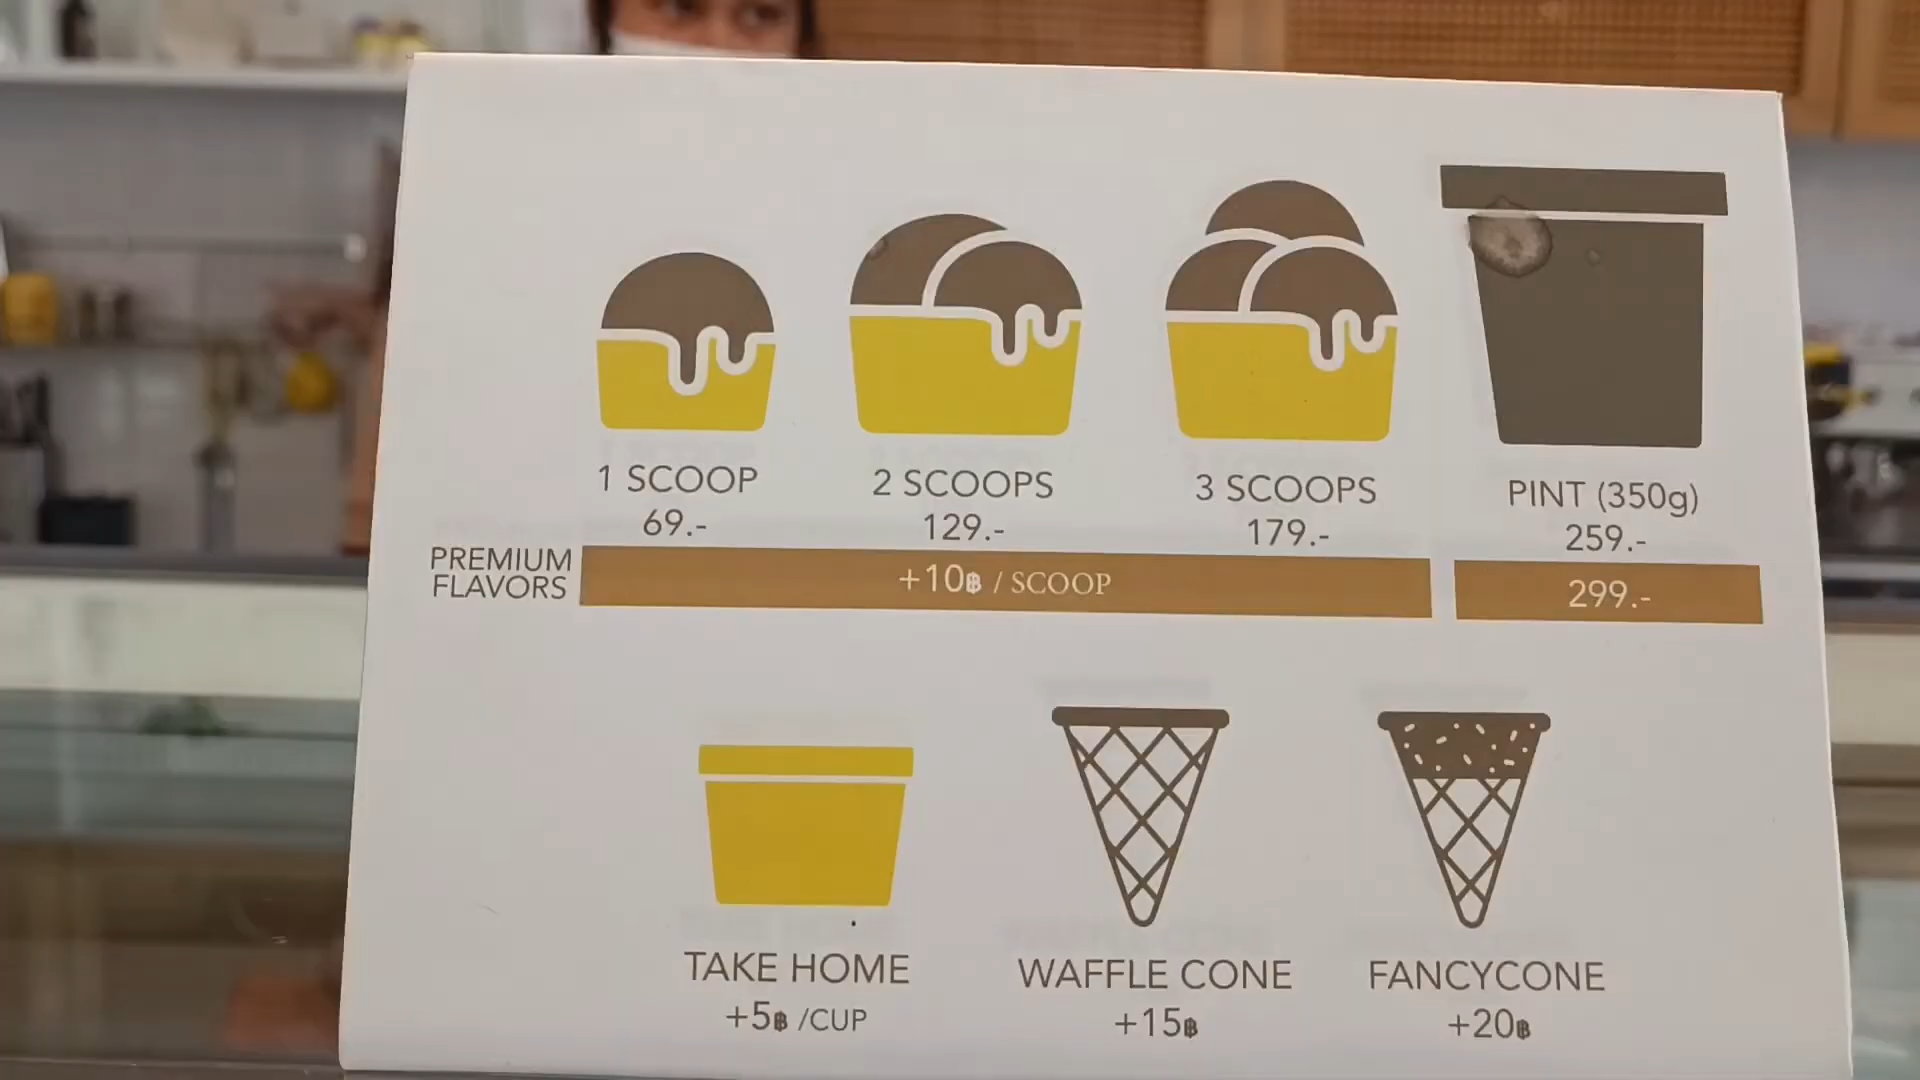 1 SCOOP
69.-
2 SCOOPS
129.-
3 SCOOPS
179.-
PINT (350g)
259.-
PREMIUM
FLAVORS
+10฿ / SCOOP
299.-
TAKE HOME
+5฿ /CUP
WAFFLE CONE
+15฿
FANCYCONE
+20฿